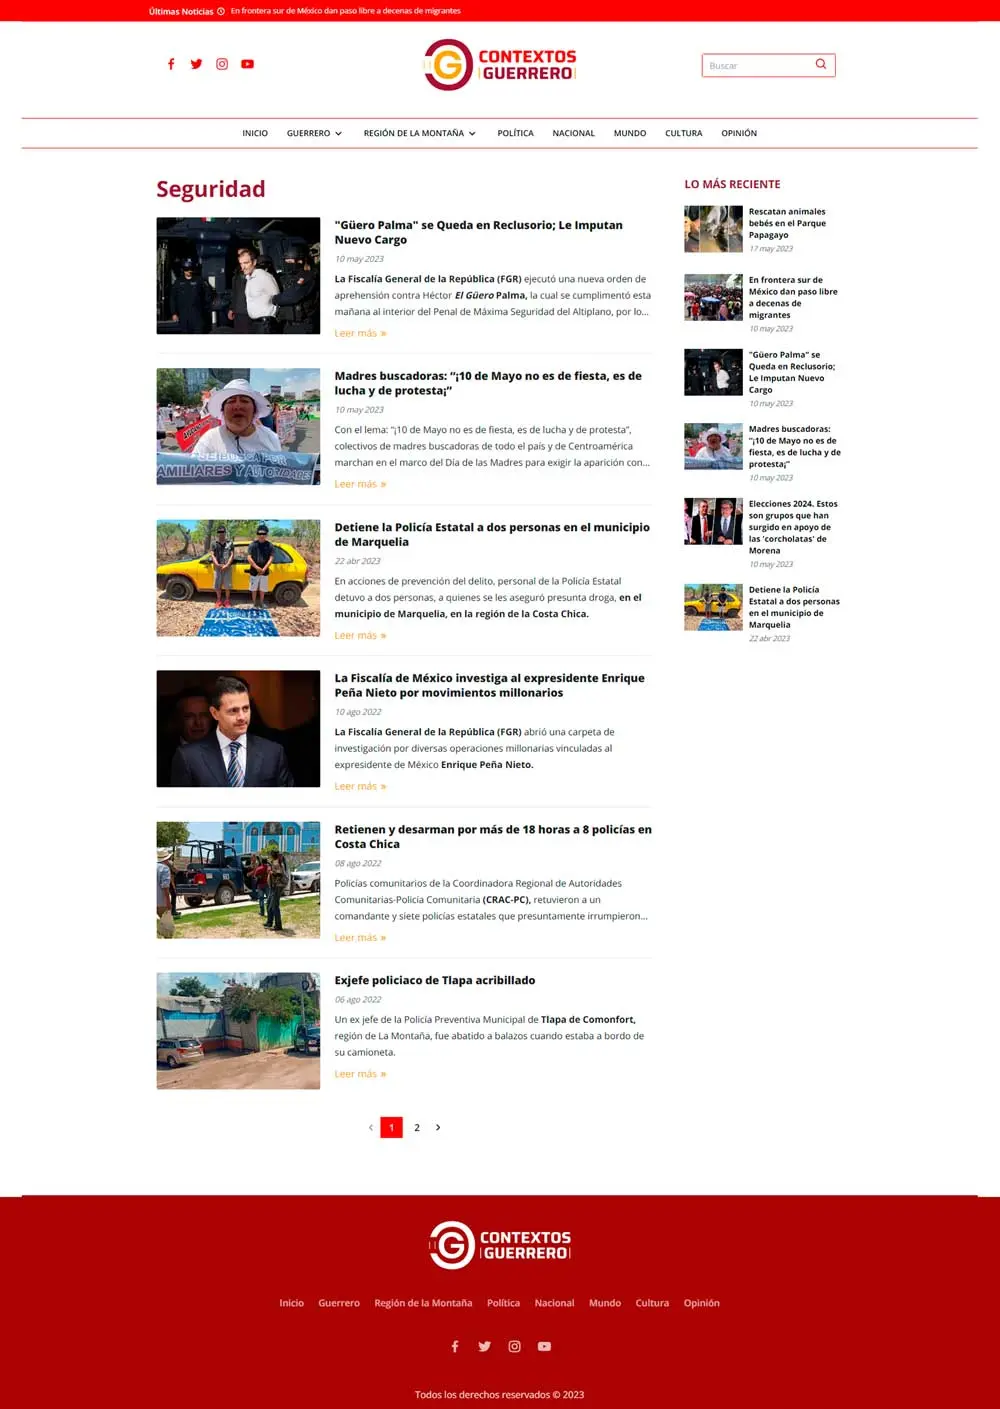 Últimas Noticias En frontera sur de México dan paso libre a decenas de migrantes
CONTEXTOS
GUERRERO
Buscar
INICIO GUERRERO REGIÓN DE LA MONTAÑA POLÍTICA NACIONAL MUNDO CULTURA OPINIÓN
Seguridad
"Güero Palma" se Queda en Reclusorio; Le Imputan
Nuevo Cargo
10 may 2023
La Fiscalía General de la República (FGR) ejecutó una nueva orden de
aprehensión contra Héctor El Güero Palma, la cual se cumplimentó esta
mañana al interior del Penal de Máxima Seguridad del Altiplano, por lo...
Leer más »
Madres buscadoras: “¡10 de Mayo no es de fiesta, es de
lucha y de protesta¡”
10 may 2023
Con el lema: “¡10 de Mayo no es de fiesta, es de lucha y de protesta”,
colectivos de madres buscadoras de todo el país y de Centroamérica
marchan en el marco del Día de las Madres para exigir la aparición con...
Leer más »
FAMILIARES Y AUTORIDADES
Detiene la Policía Estatal a dos personas en el municipio
de Marquelia
22 abr 2023
En acciones de prevención del delito, personal de la Policía Estatal
detuvo a dos personas, a quienes se les aseguró presunta droga, en el
municipio de Marquelia, en la región de la Costa Chica.
Leer más »
La Fiscalía de México investiga al expresidente Enrique
Peña Nieto por movimientos millonarios
10 ago 2022
La Fiscalía General de la República (FGR) abrió una carpeta de
investigación por diversas operaciones millonarias vinculadas al
expresidente de México Enrique Peña Nieto.
Leer más »
Retienen y desarman por más de 18 horas a 8 policías en
Costa Chica
08 ago 2022
Policías comunitarios de la Coordinadora Regional de Autoridades
Comunitarias-Policía Comunitaria (CRAC-PC), retuvieron a un
comandante y siete policías estatales que presuntamente irrumpieron...
Leer más »
Exjefe policiaco de Tlapa acribillado
06 ago 2022
Un ex jefe de la Policía Preventiva Municipal de Tlapa de Comonfort,
región de La Montaña, fue abatido a balazos cuando estaba a bordo de
su camioneta.
Leer más »
‹ 1 2 ›
LO MÁS RECIENTE
Rescatan animales
bebés en el Parque
Papagayo
17 may 2023
En frontera sur de
México dan paso libre
a decenas de
migrantes
10 may 2023
"Güero Palma" se
Queda en Reclusorio;
Le Imputan Nuevo
Cargo
10 may 2023
Madres buscadoras:
“¡10 de Mayo no es de
fiesta, es de lucha y de
protesta¡”
10 may 2023
Elecciones 2024. Estos
son grupos que han
surgido en apoyo de
las ‘corcholatas’ de
Morena
10 may 2023
Detiene la Policía
Estatal a dos personas
en el municipio de
Marquelia
22 abr 2023
CONTEXTOS
GUERRERO
Inicio Guerrero Región de la Montaña Política Nacional Mundo Cultura Opinión
Todos los derechos reservados © 2023